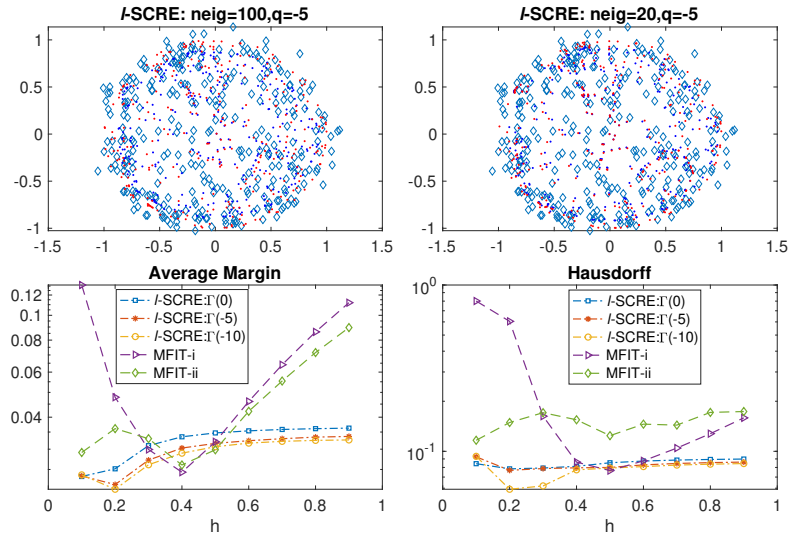 l-SCRE: neig=100,q=-5
1
0.5
0
-0.5
-1
-1.5 -1 -0.5 0 0.5 1 1.5
l-SCRE: neig=20,q=-5
1
0.5
0
-0.5
-1
-1.5 -1 -0.5 0 0.5 1 1.5
Average Margin
0.12
0.1
0.08
0.06
0.04
l-SCRE:Γ(0)
l-SCRE:Γ(-5)
l-SCRE:Γ(-10)
MFIT-i
MFIT-ii
0 0.2 0.4 0.6 0.8 1
h
Hausdorff
10⁰
10⁻¹
l-SCRE:Γ(0)
l-SCRE:Γ(-5)
l-SCRE:Γ(-10)
MFIT-i
MFIT-ii
0 0.2 0.4 0.6 0.8 1
h